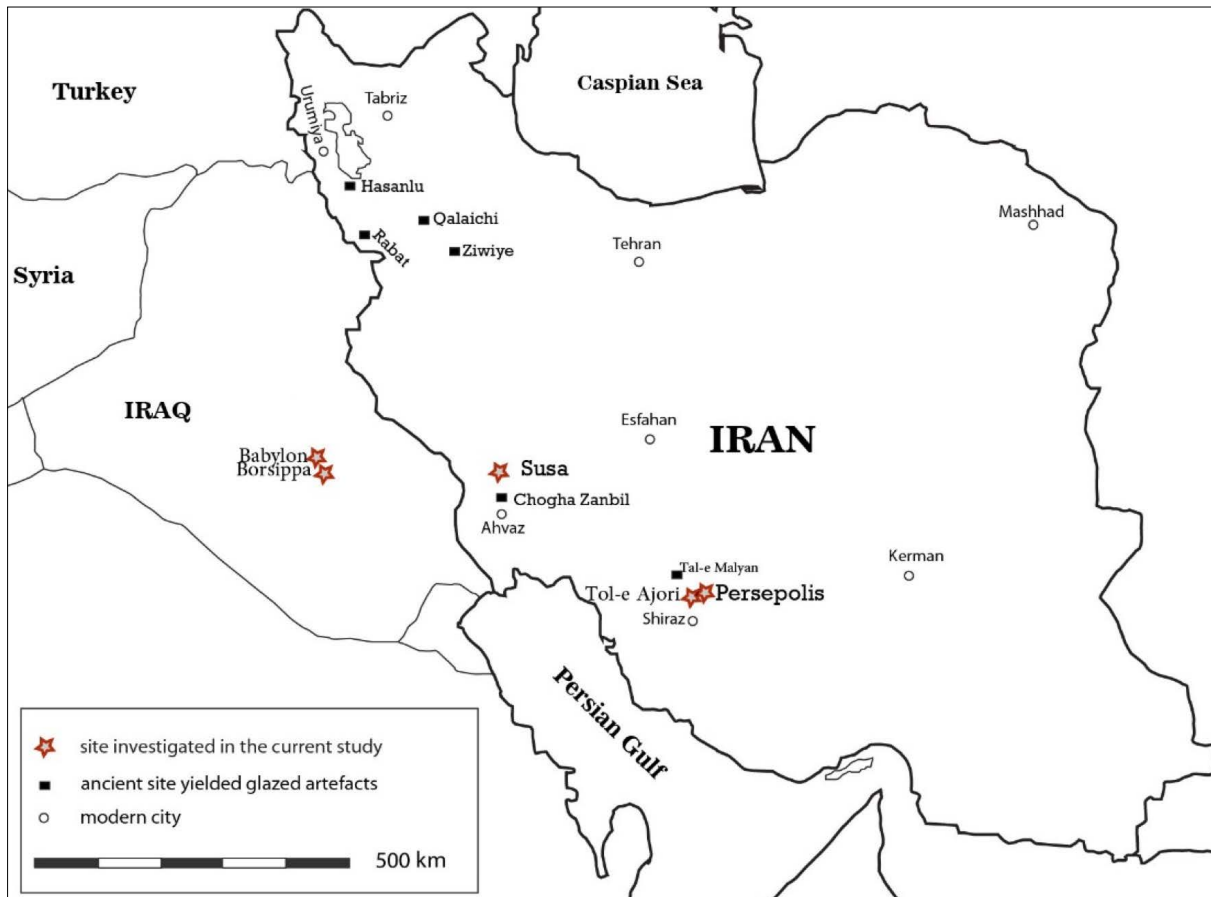 Turkey
Caspian Sea
Tabriz
Urumiya
Hasanlu
Qalaichi
Rabat
Ziwiye
Mashhad
Tehran
Syria
IRAQ
Esfahan
IRAN
Babylon
Borsippa
Susa
Chogha Zanbil
Ahvaz
Kerman
Tal-e Malyan
Tol-e Ajori
Persepolis
Shiraz
Persian Gulf
site investigated in the current study
ancient site yielded glazed artefacts
modern city
500 km